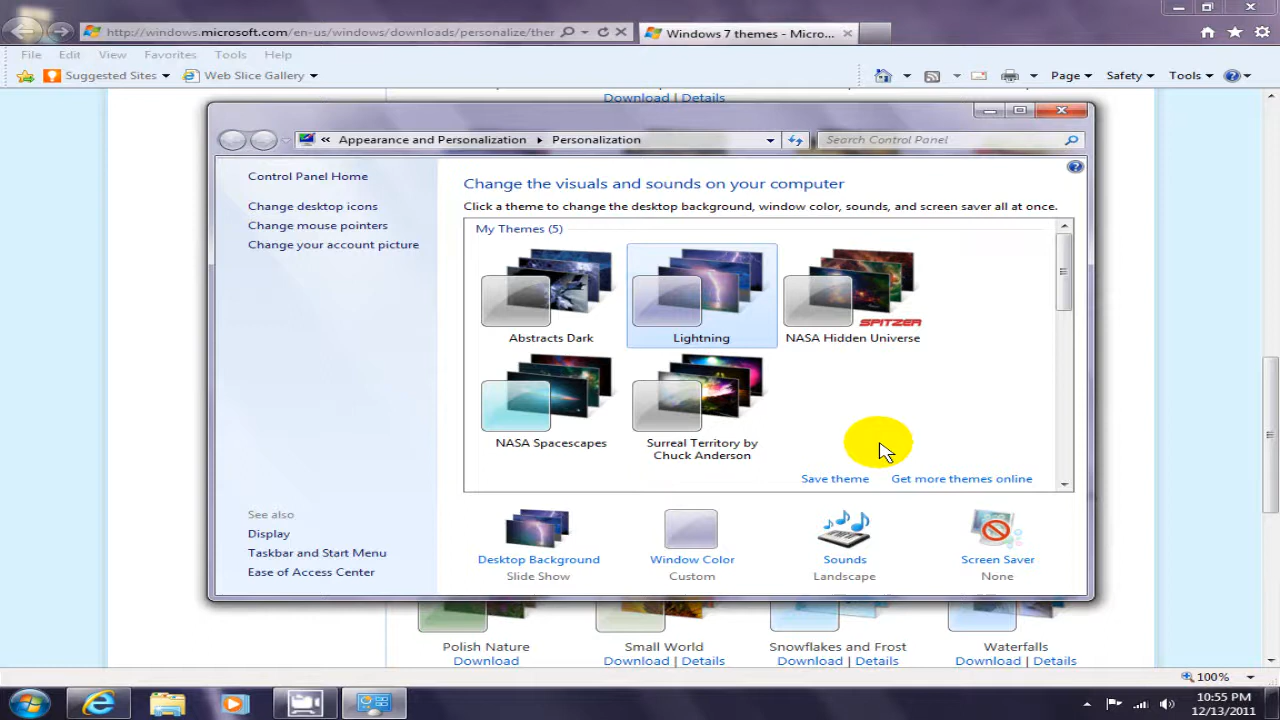 http://windows.microsoft.com/en-us/windows/downloads/personalize/ther
Windows 7 themes - Micro...
File Edit View Favorites Tools Help
Suggested Sites Web Slice Gallery
Page Safety Tools
Download | Details
« Appearance and Personalization Personalization
Search Control Panel
Control Panel Home
Change desktop icons
Change mouse pointers
Change your account picture
Change the visuals and sounds on your computer
Click a theme to change the desktop background, window color, sounds, and screen saver all at once.
My Themes (5)
Abstracts Dark
Lightning
SPITZER
NASA Hidden Universe
NASA Spacescapes
Surreal Territory by
Chuck Anderson
Save theme Get more themes online
See also
Display
Taskbar and Start Menu
Ease of Access Center
Desktop Background
Slide Show
Window Color
Custom
Sounds
Landscape
Screen Saver
None
Polish Nature
Download
Small World
Download | Details
Snowflakes and Frost
Download | Details
Waterfalls
Download | Details
100%
10:55 PM
12/13/2011